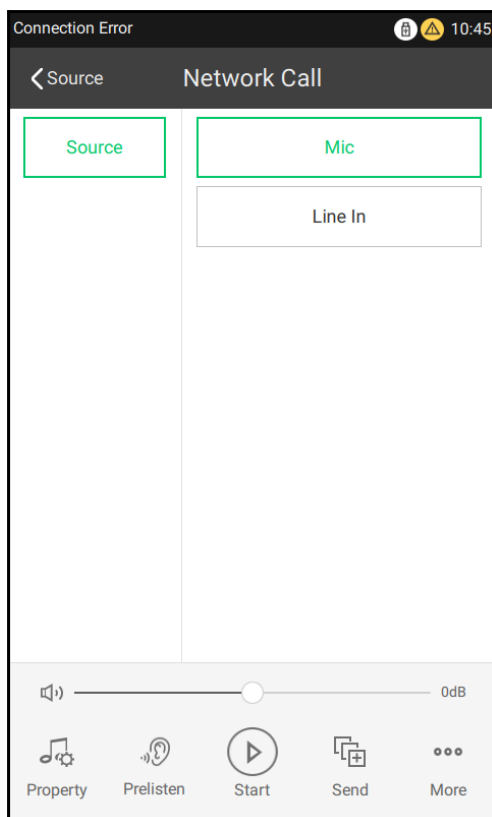 Connection Error 10:45
Source Network Call
Source Mic
Line In
0dB
Property Prelisten Start Send More